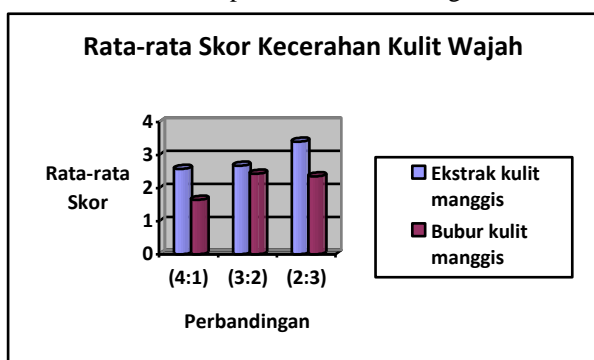 Rata-rata Skor Kecerahan Kulit Wajah
4
3
2
1
0
Rata-rata
Skor
(4:1) (3:2) (2:3)
Perbandingan
Ekstrak kulit
manggis
Bubur kulit
manggis